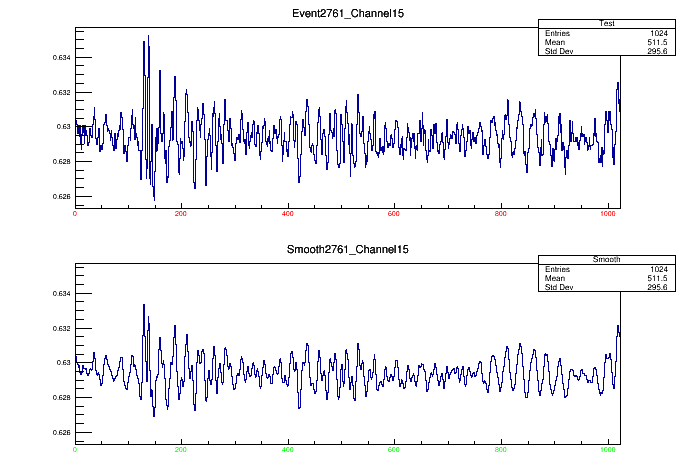 Event2761_Channel15
Test
Entries 1024
Mean 511.5
Std Dev 295.6
0.634
0.632
0.63
0.628
0.626
0 200 400 600 800 1000
Smooth2761_Channel15
Smooth
Entries 1024
Mean 511.5
Std Dev 295.6
0.634
0.632
0.63
0.628
0.626
0 200 400 600 800 1000